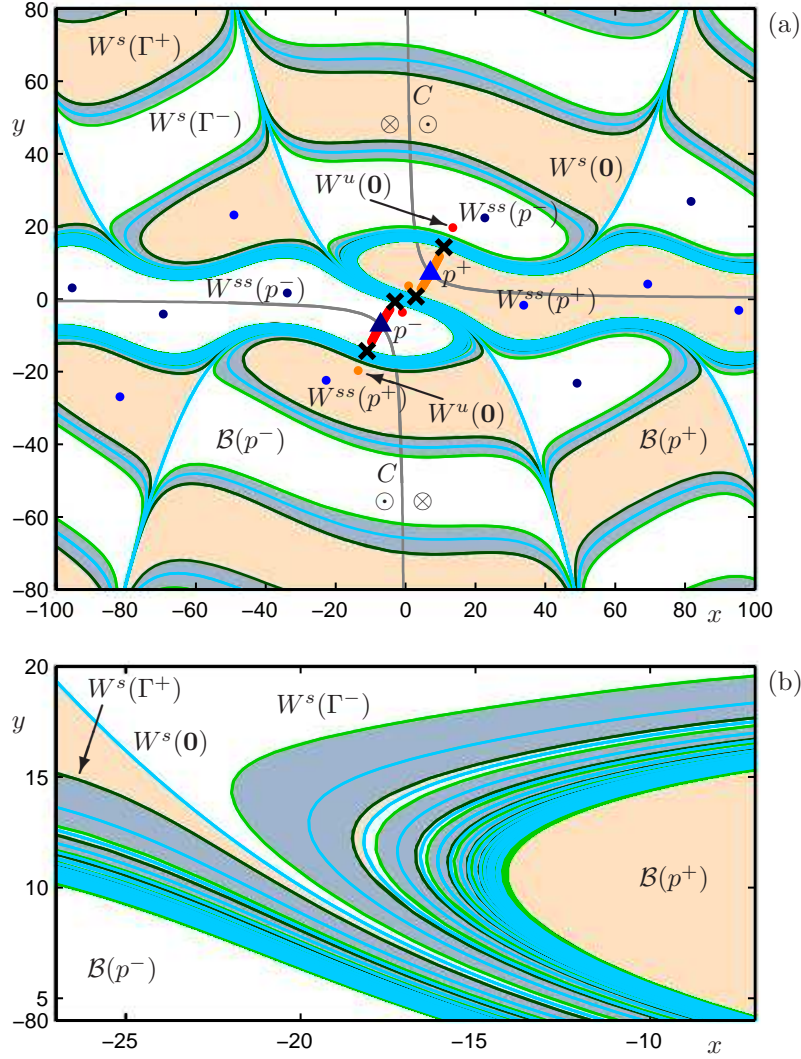 80
(a)
W^s(Γ^+)
60
C
y
W^s(Γ^-)
⊗ ⊙
40
W^s(0)
W^u(0)
W^{ss}(p^-)
20
p^+
W^{ss}(p^-)
W^{ss}(p^+)
0
p^-
−20
W^{ss}(p^+)
W^u(0)
B(p^-)
B(p^+)
−40
C
⊙ ⊗
−60
−80
−100 −80 −60 −40 −20 0 20 40 60 80 100
x
20
(b)
W^s(Γ^+)
W^s(Γ^-)
y
W^s(0)
15
B(p^+)
10
B(p^-)
5
−80
−25 −20 −15 −10
x